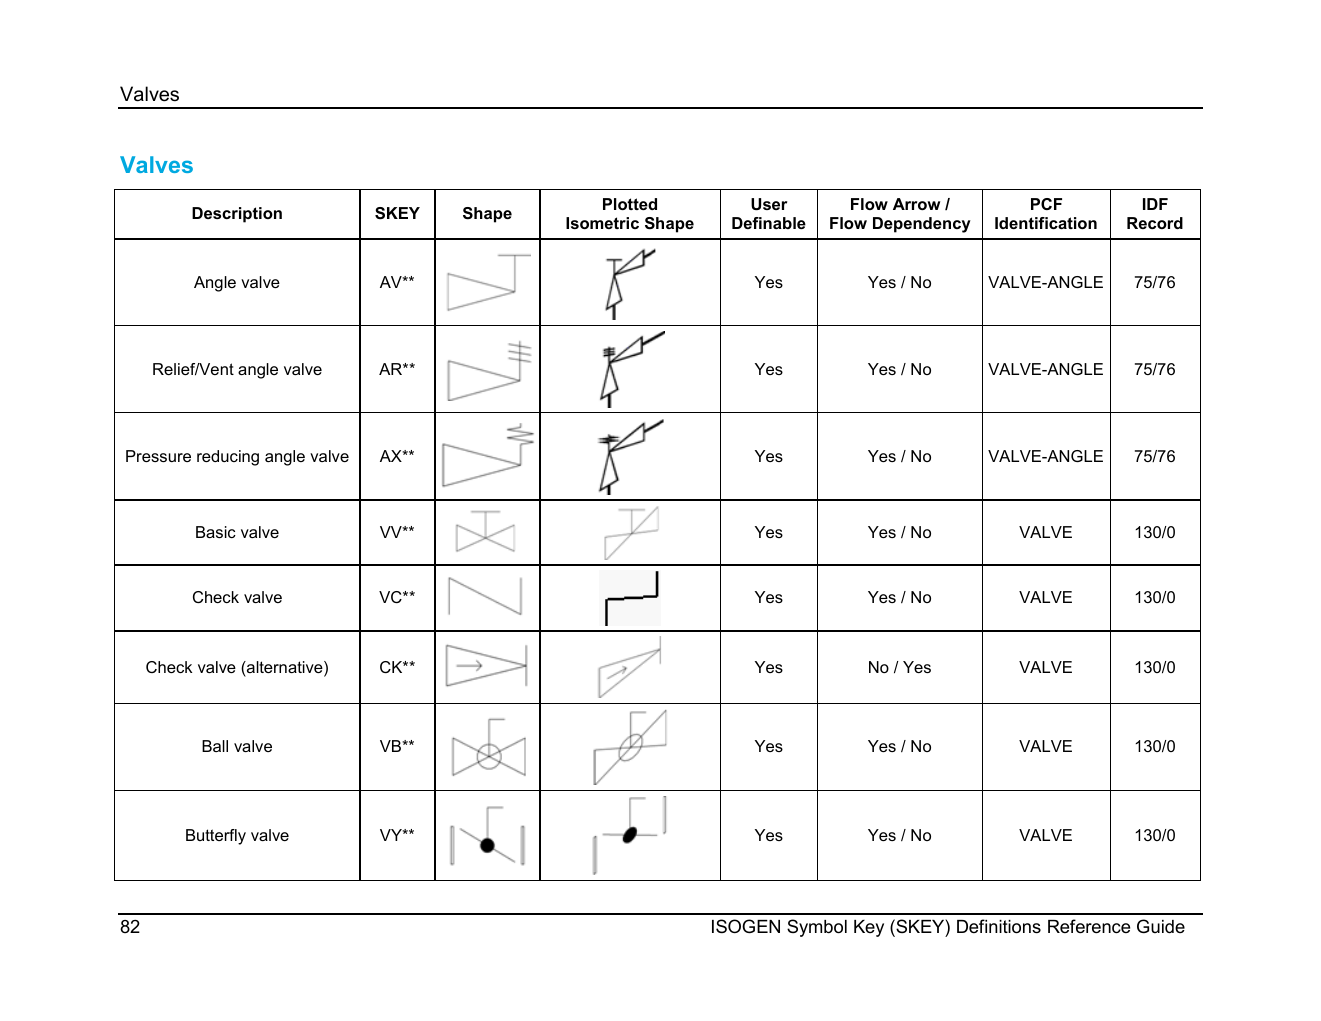 Valves
Valves
Description SKEY Shape Plotted Isometric Shape User Definable Flow Arrow / Flow Dependency PCF Identification IDF Record
Angle valve AV** Yes Yes / No VALVE-ANGLE 75/76
Relief/Vent angle valve AR** Yes Yes / No VALVE-ANGLE 75/76
Pressure reducing angle valve AX** Yes Yes / No VALVE-ANGLE 75/76
Basic valve VV** Yes Yes / No VALVE 130/0
Check valve VC** Yes Yes / No VALVE 130/0
Check valve (alternative) CK** Yes No / Yes VALVE 130/0
Ball valve VB** Yes Yes / No VALVE 130/0
Butterfly valve VY** Yes Yes / No VALVE 130/0
82 ISOGEN Symbol Key (SKEY) Definitions Reference Guide